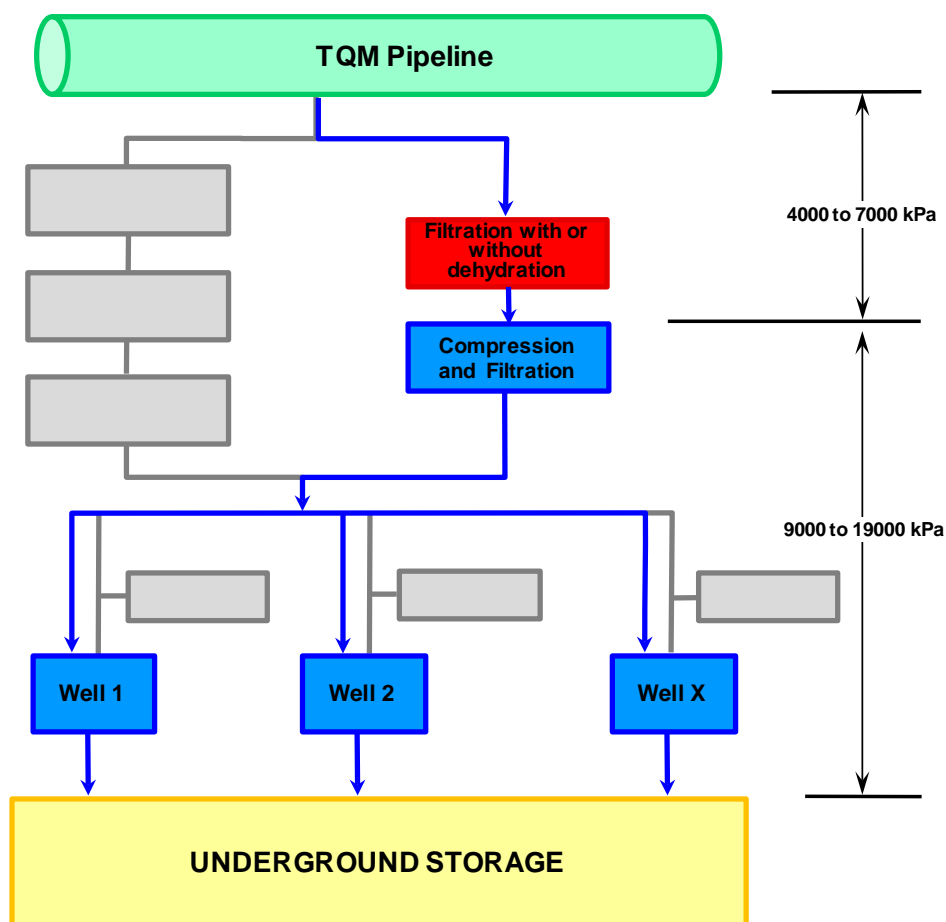 TQM Pipeline
4000 to 7000 kPa
Filtration with or
without
dehydration
Compression
and Filtration
9000 to 19000 kPa
Well 1
Well 2
Well X
UNDERGROUND STORAGE